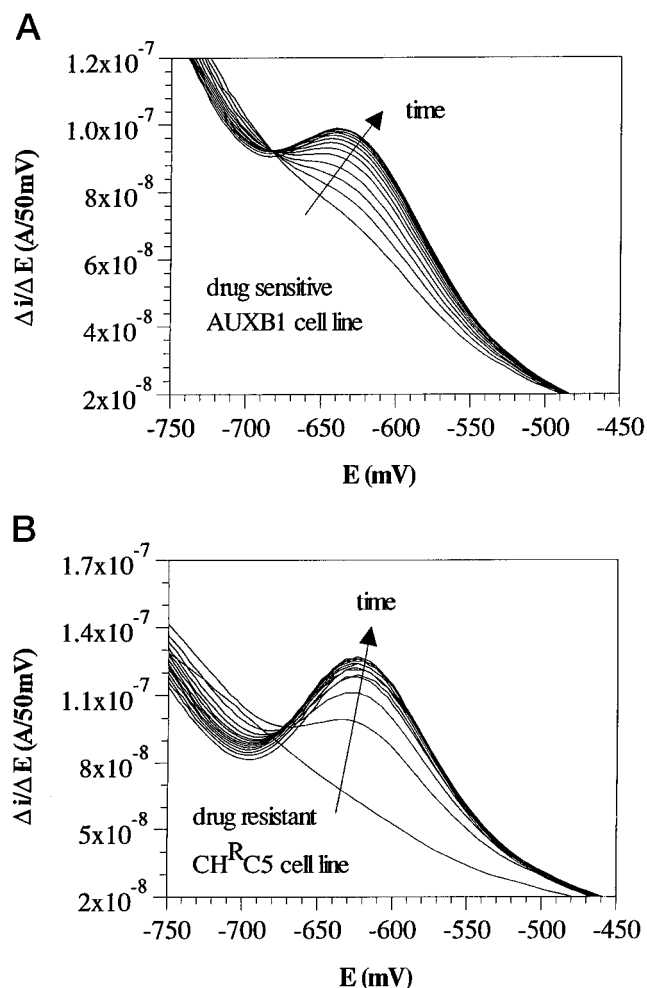 A
1.2x10⁻⁷
1.0x10⁻⁷
8x10⁻⁸
6x10⁻⁸
4x10⁻⁸
2x10⁻⁸
Δi/ΔE (A/50mV)
time
drug sensitive
AUXB1 cell line
-750 -700 -650 -600 -550 -500 -450
E (mV)
B
1.7x10⁻⁷
1.4x10⁻⁷
1.1x10⁻⁷
8x10⁻⁸
5x10⁻⁸
2x10⁻⁸
Δi/ΔE (A/50mV)
time
drug resistant
CHᴿC5 cell line
-750 -700 -650 -600 -550 -500 -450
E (mV)